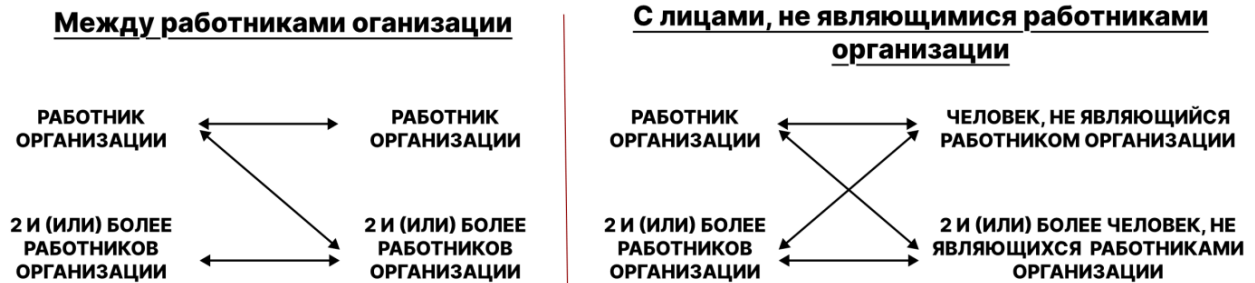 Между работниками оганизации
РАБОТНИК
ОРГАНИЗАЦИИ
РАБОТНИК
ОРГАНИЗАЦИИ
2 И (ИЛИ) БОЛЕЕ
РАБОТНИКОВ
ОРГАНИЗАЦИИ
2 И (ИЛИ) БОЛЕЕ
РАБОТНИКОВ
ОРГАНИЗАЦИИ
С лицами, не являющимися работниками
организации
РАБОТНИК
ОРГАНИЗАЦИИ
ЧЕЛОВЕК, НЕ ЯВЛЯЮЩИЙСЯ
РАБОТНИКОМ ОРГАНИЗАЦИИ
2 И (ИЛИ) БОЛЕЕ
РАБОТНИКОВ
ОРГАНИЗАЦИИ
2 И (ИЛИ) БОЛЕЕ ЧЕЛОВЕК, НЕ
ЯВЛЯЮЩИХСЯ РАБОТНИКАМИ
ОРГАНИЗАЦИИ